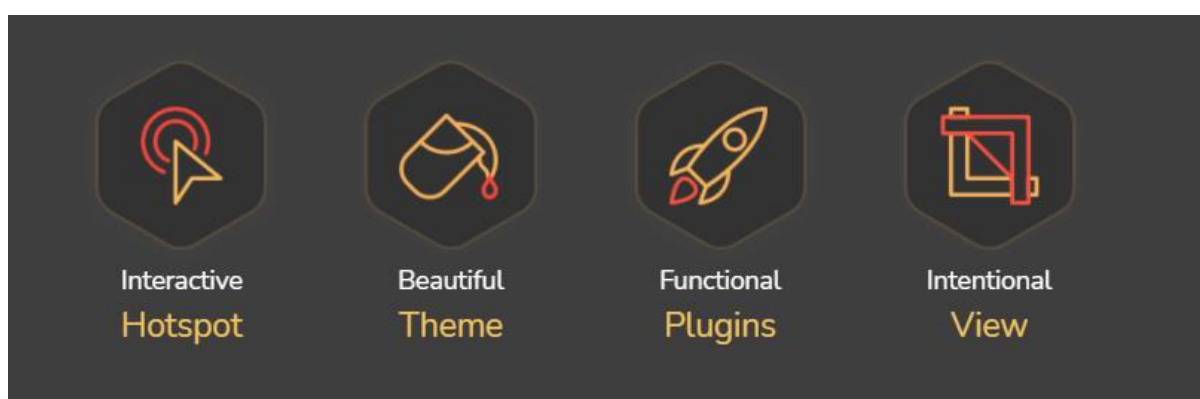 Interactive
Hotspot
Beautiful
Theme
Functional
Plugins
Intentional
View